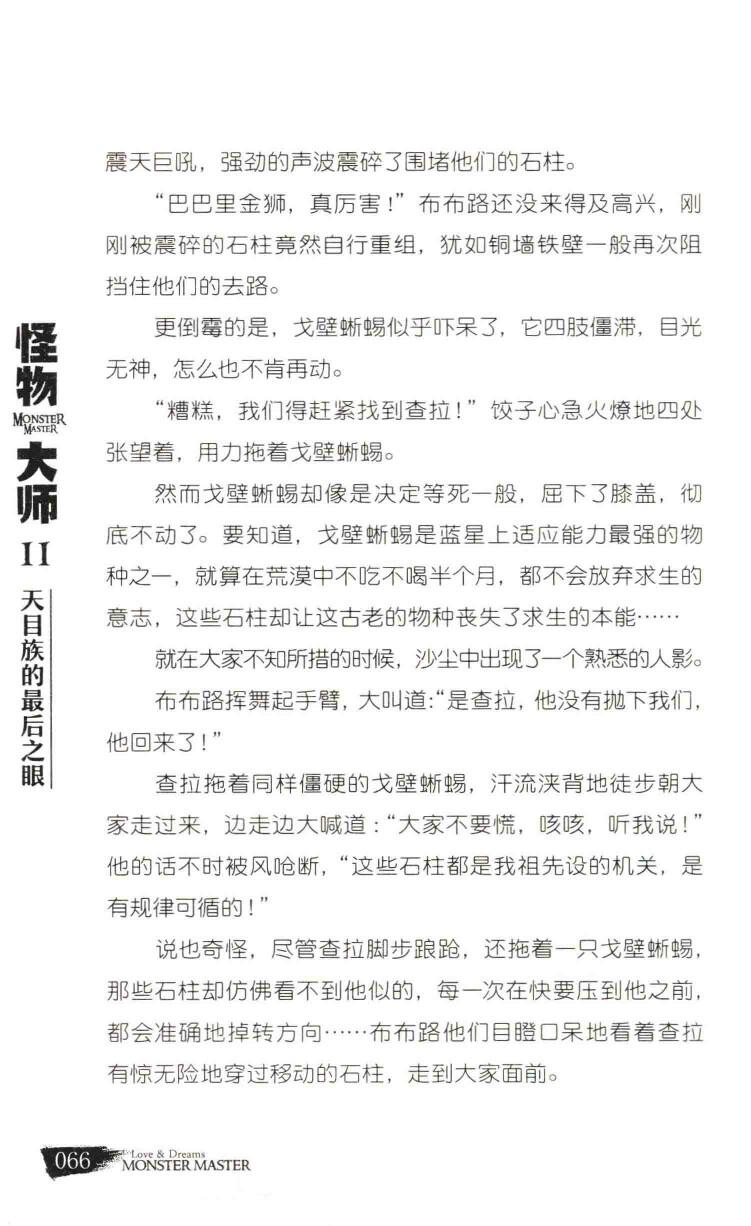 震天巨吼，强劲的声波震碎了围堵他们的石柱。
“巴巴里金狮，真厉害！”布布路还没来得及高兴，刚
刚被震碎的石柱竟然自行重组，犹如铜墙铁壁一般再次阻
挡住他们的去路。
更倒霉的是，戈壁蜥蜴似乎吓呆了，它四肢僵滞，目光
无神，怎么也不肯再动。
“糟糕，我们得赶紧找到查拉！”饺子心急火燎地四处
张望着，用力拖着戈壁蜥蜴。
然而戈壁蜥蜴却像是决定等死一般，屈下了膝盖，彻
底不动了。要知道，戈壁蜥蜴是蓝星上适应能力最强的物
种之一，就算在荒漠中不吃不喝半个月，都不会放弃求生的
意志，这些石柱却让这古老的物种丧失了求生的本能……
就在大家不知所措的时候，沙尘中出现了一个熟悉的人影。
布布路挥舞起手臂，大叫道：“是查拉，他没有抛下我们，
他回来了！”
查拉拖着同样僵硬的戈壁蜥蜴，汗流浃背地徒步朝大
家走过来，边走边大喊道：“大家不要慌，咳咳，听我说！”
他的话不时被风呛断，“这些石柱都是我祖先设的机关，是
有规律可循的！”
说也奇怪，尽管查拉脚步踉跄，还拖着一只戈壁蜥蜴，
那些石柱却仿佛看不到他似的，每一次在快要压到他之前，
都会准确地掉转方向……布布路他们目瞪口呆地看着查拉
有惊无险地穿过移动的石柱，走到大家面前。
怪物
MONSTER
MASTER
大师
11
天目族的最后之眼
066
Love & Dreams
MONSTER MASTER